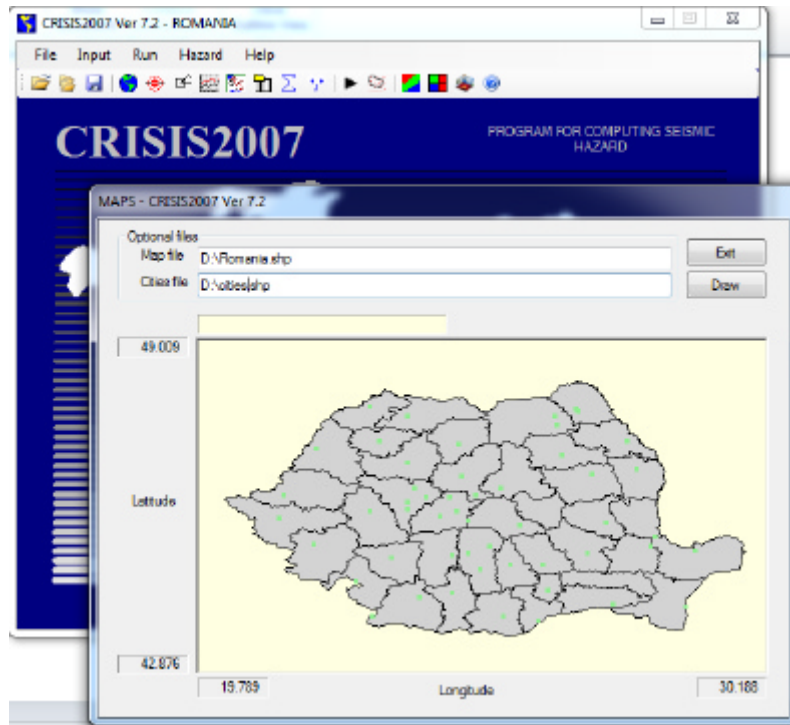 CRISIS2007 Ver 7.2 - ROMANIA
File Input Run Hazard Help
CRISIS2007
PROGRAM FOR COMPUTING SEISMIC
HAZARD
MAPS - CRISIS2007 Ver 7.2
Optional files
Map file D:\Romania.shp
Exit
Cities file D:\cities.shp
Draw
49.009
Latitude
42.876
19.789
Longitude
30.188